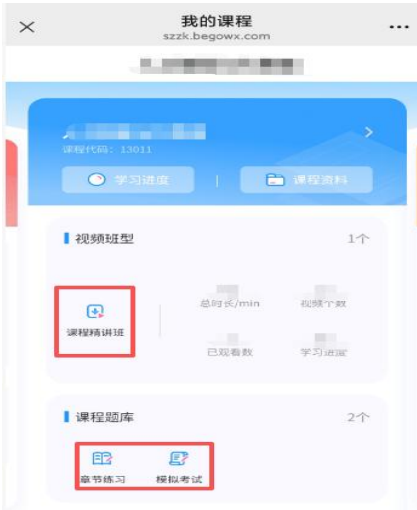 我的课程
szzk.begowx.com
课程代码：13011
学习进度
课程资料
视频班型
1个
课程精讲班
总时长/min
视频个数
已观看数
学习进度
课程题库
2个
章节练习
模拟考试